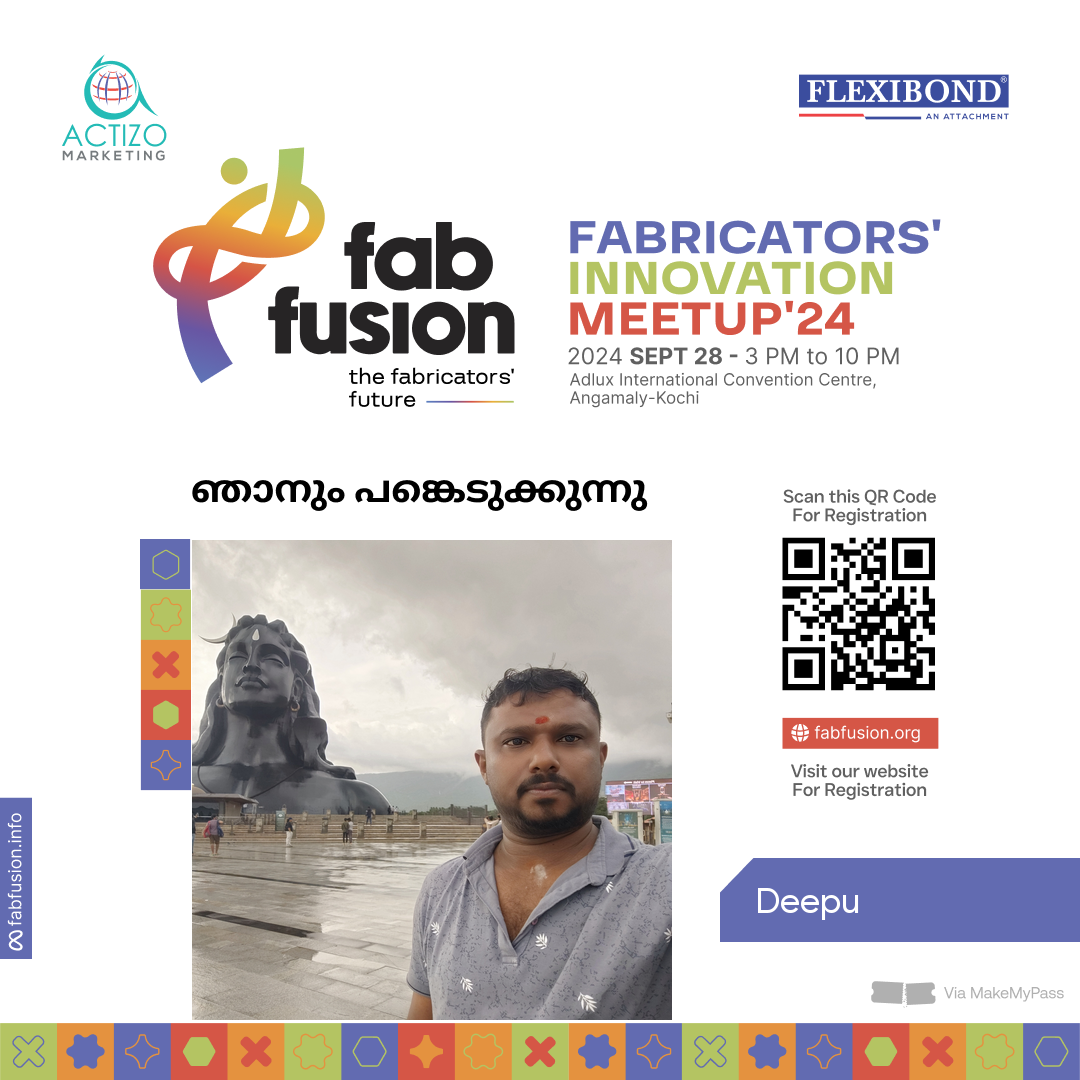 ACTIZO
MARKETING
FLEXIBOND®
AN ATTACHMENT
fab
fusion
the fabricators'
future
FABRICATORS'
INNOVATION
MEETUP'24
2024 SEPT 28 - 3 PM to 10 PM
Adlux International Convention Centre,
Angamaly-Kochi
ഞാനും പങ്കെടുക്കുന്നു
Scan this QR Code
For Registration
fabfusion.org
Visit our website
For Registration
fabfusion.info
Deepu
Via MakeMyPass